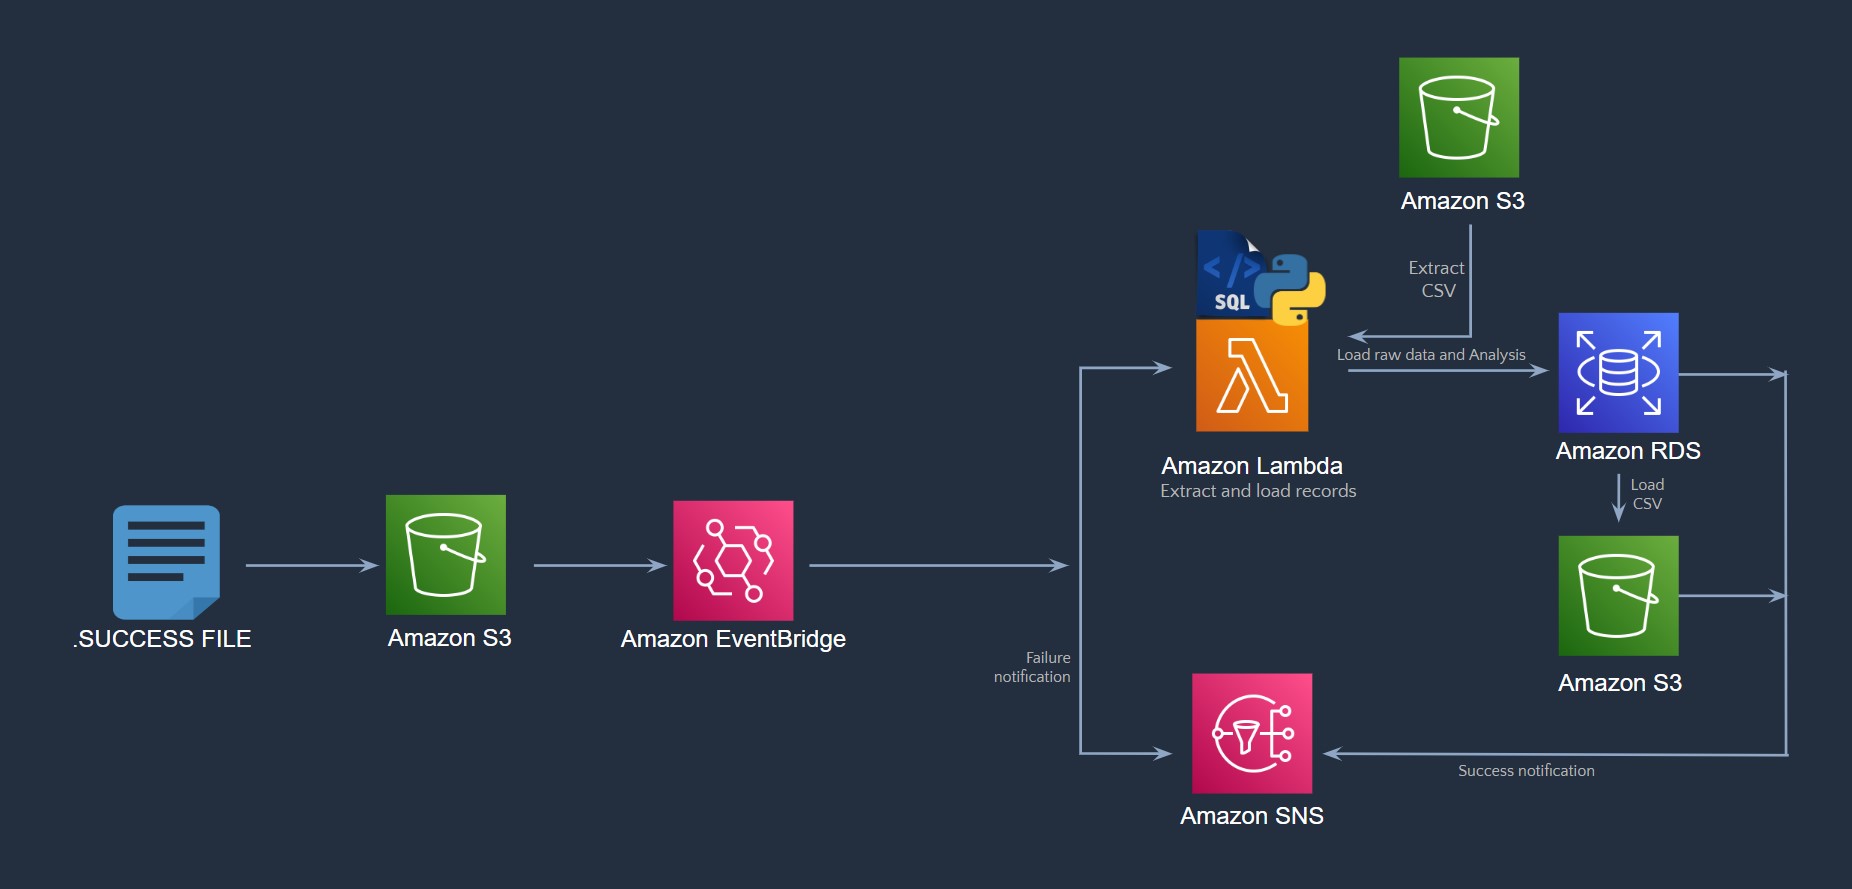 Amazon S3
Extract
CSV
</>
SQL
Load raw data and Analysis
Amazon RDS
Amazon Lambda
Extract and load records
Load
CSV
.SUCCESS FILE
Amazon S3
Amazon EventBridge
Failure
notification
Amazon S3
Success notification
Amazon SNS